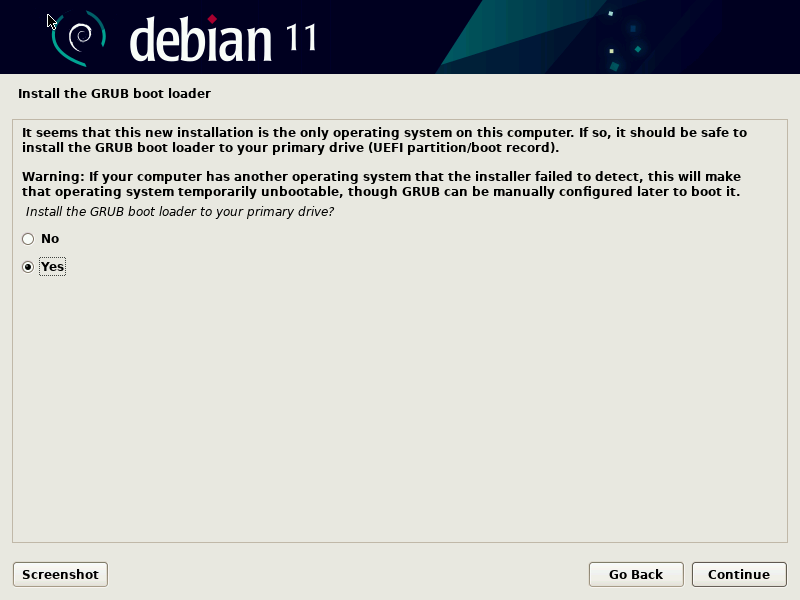 debian 11
Install the GRUB boot loader
It seems that this new installation is the only operating system on this computer. If so, it should be safe to
install the GRUB boot loader to your primary drive (UEFI partition/boot record).
Warning: If your computer has another operating system that the installer failed to detect, this will make
that operating system temporarily unbootable, though GRUB can be manually configured later to boot it.
Install the GRUB boot loader to your primary drive?
No
Yes
Screenshot
Go Back
Continue